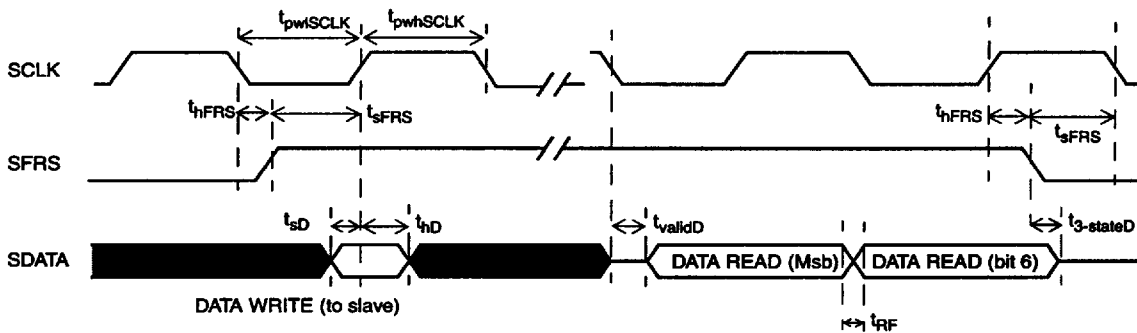 tpwlSCLK tpwhSCLK
SCLK
thFRS tsFRS thFRS tsFRS
SFRS
tsD thD tvalidD t3-stateD
SDATA DATA READ (Msb) DATA READ (bit 6)
DATA WRITE (to slave) tRF